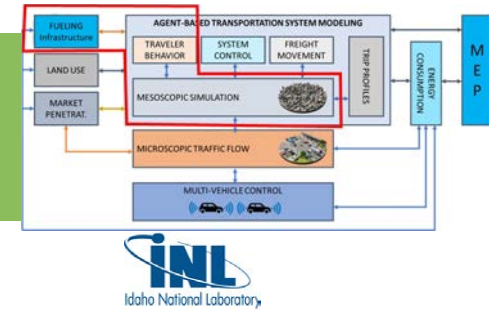 FUELING
Infrastructure
AGENT-BASED TRANSPORTATION SYSTEM MODELING
TRAVELER
BEHAVIOR
SYSTEM
CONTROL
FREIGHT
MOVEMENT
LAND USE
MARKET
PENETRAT.
MESOSCOPIC SIMULATION
TRIP PROFILES
ENERGY
CONSUMPTION
M
E
P
MICROSCOPIC TRAFFIC FLOW
MULTI-VEHICLE CONTROL
INL
Idaho National Laboratory